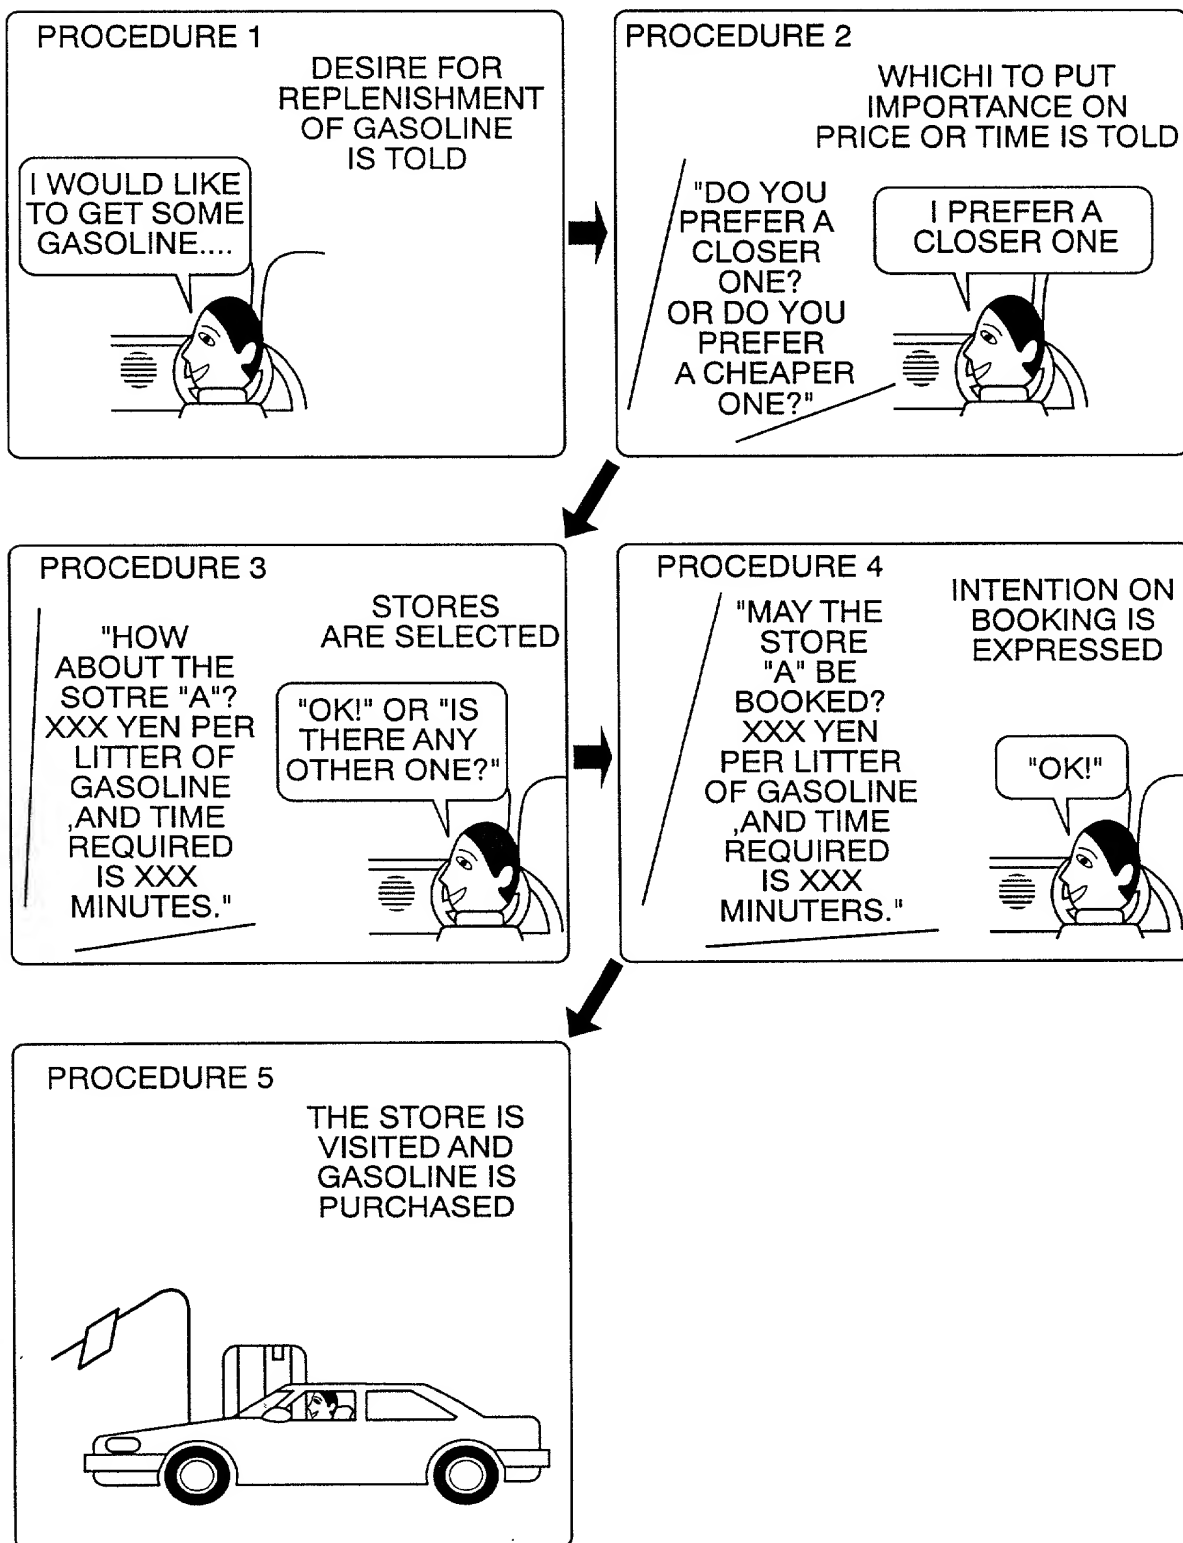 PROCEDURE 1
DESIRE FOR
REPLENISHMENT
OF GASOLINE
IS TOLD
I WOULD LIKE
TO GET SOME
GASOLINE....
PROCEDURE 2
WHICHI TO PUT
IMPORTANCE ON
PRICE OR TIME IS TOLD
"DO YOU
PREFER A
CLOSER
ONE?
OR DO YOU
PREFER
A CHEAPER
ONE?"
I PREFER A
CLOSER ONE
PROCEDURE 3
STORES
ARE SELECTED
"HOW
ABOUT THE
SOTRE "A"?
XXX YEN PER
LITTER OF
GASOLINE
,AND TIME
REQUIRED
IS XXX
MINUTES."
"OK!" OR "IS
THERE ANY
OTHER ONE?"
PROCEDURE 4
INTENTION ON
BOOKING IS
EXPRESSED
"MAY THE
STORE
"A" BE
BOOKED?
XXX YEN
PER LITTER
OF GASOLINE
,AND TIME
REQUIRED
IS XXX
MINUTERS."
"OK!"
PROCEDURE 5
THE STORE IS
VISITED AND
GASOLINE IS
PURCHASED